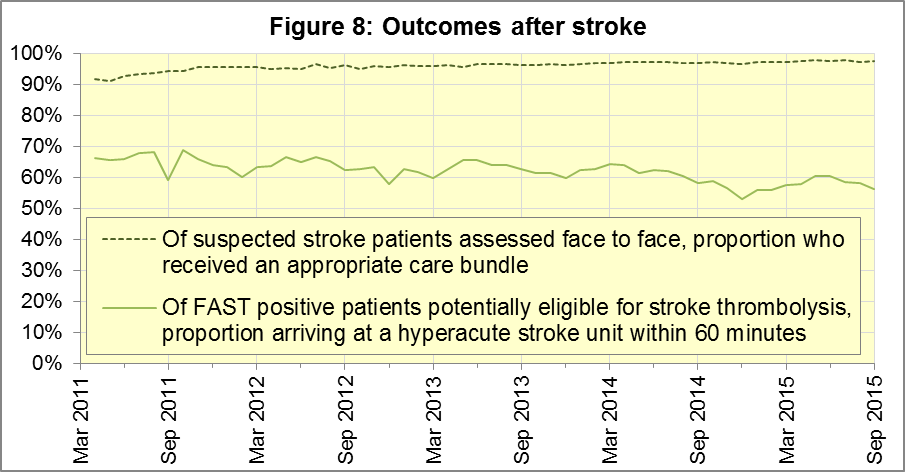 Figure 8: Outcomes after stroke
100%
90%
80%
70%
60%
50%
40%
30%
20%
10%
0%
Of suspected stroke patients assessed face to face, proportion who
received an appropriate care bundle
Of FAST positive patients potentially eligible for stroke thrombolysis,
proportion arriving at a hyperacute stroke unit within 60 minutes
Mar 2011
Sep 2011
Mar 2012
Sep 2012
Mar 2013
Sep 2013
Mar 2014
Sep 2014
Mar 2015
Sep 2015